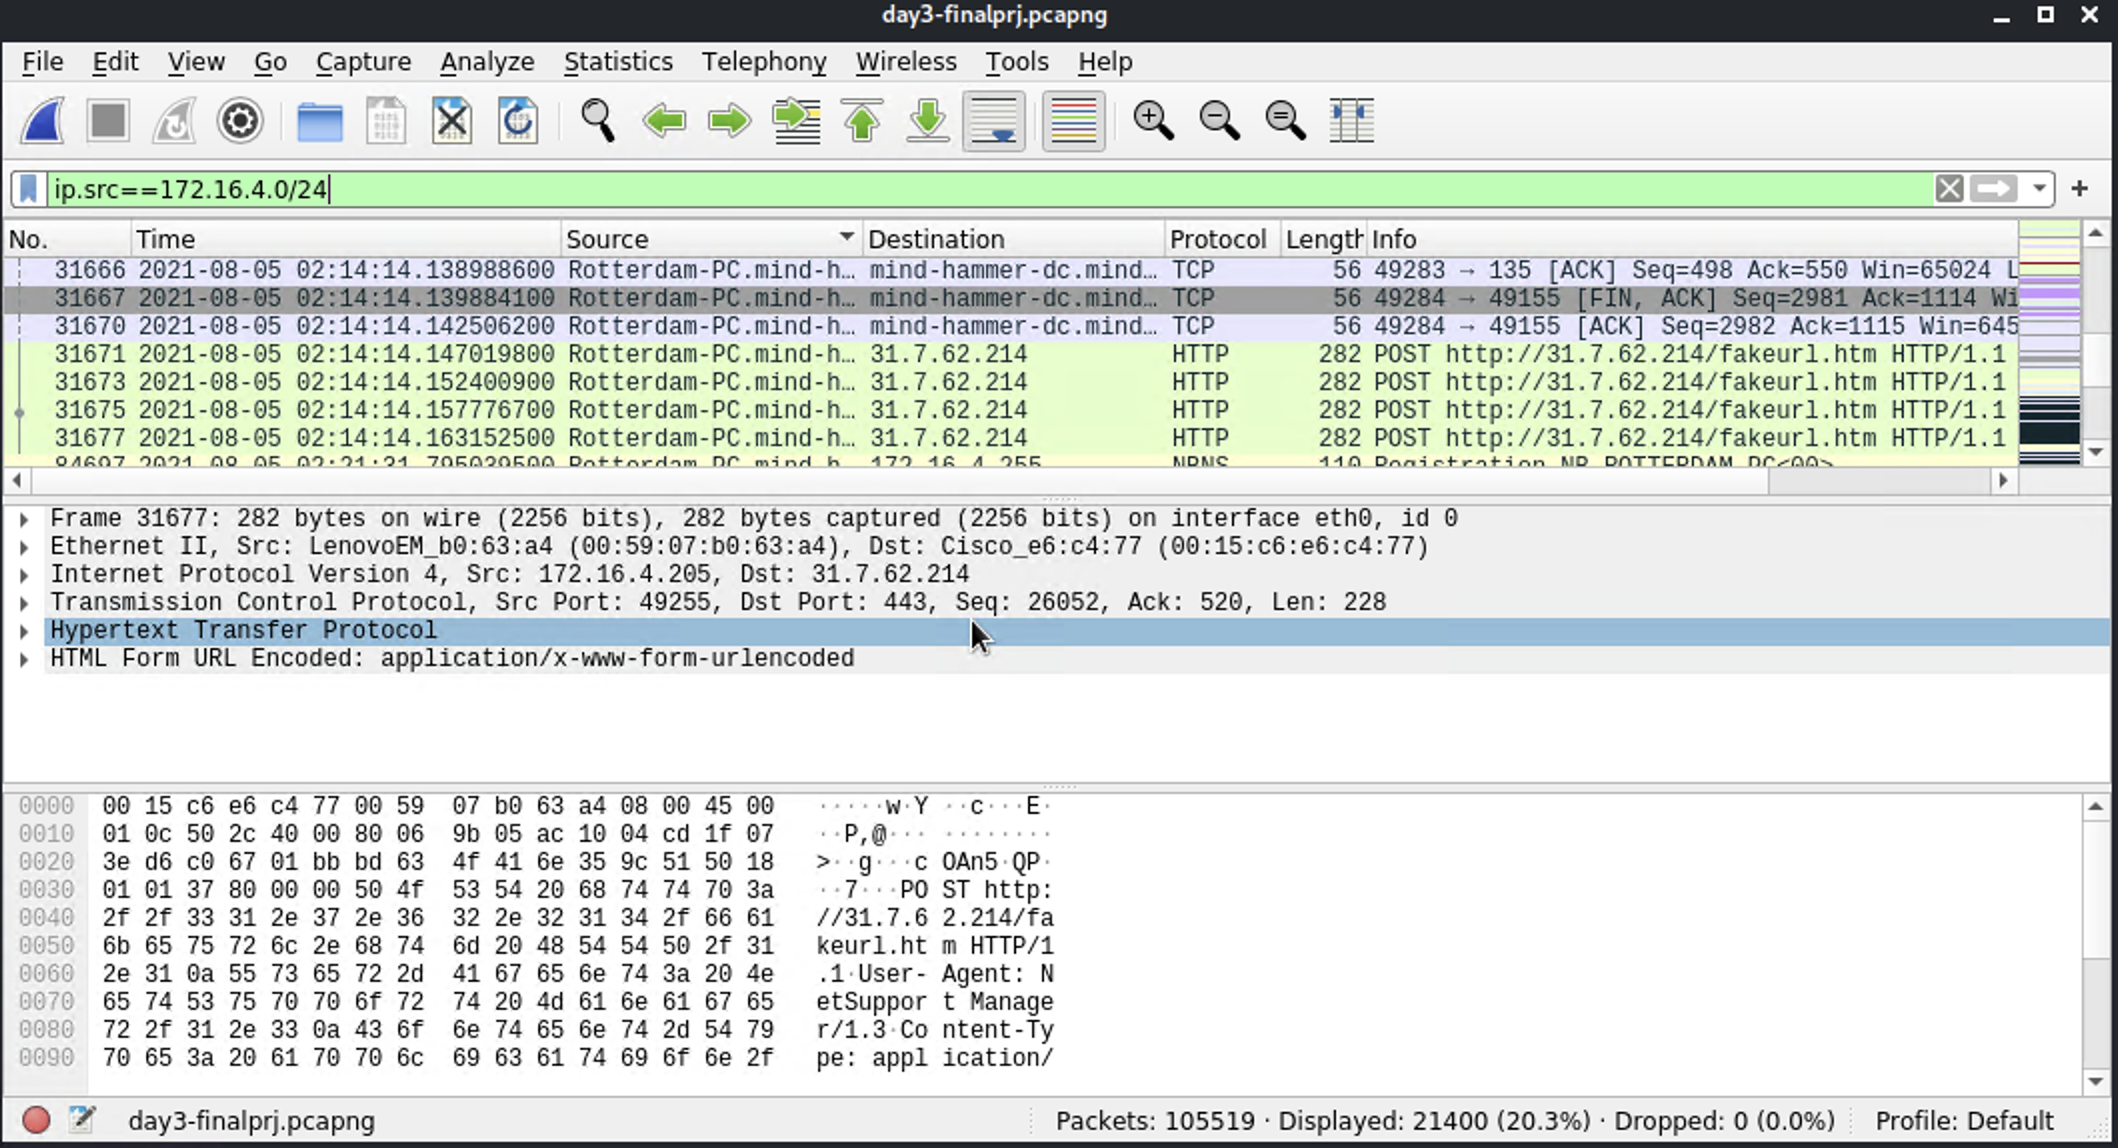 day3-finalprj.pcapng
File Edit View Go Capture Analyze Statistics Telephony Wireless Tools Help
ip.src==172.16.4.0/24
No. Time Source Destination Protocol Length Info
31666 2021-08-05 02:14:14.138988600 Rotterdam-PC.mind-h… mind-hammer-dc.mind… TCP 56 49283 → 135 [ACK] Seq=498 Ack=550 Win=65024 L
31667 2021-08-05 02:14:14.139884100 Rotterdam-PC.mind-h… mind-hammer-dc.mind… TCP 56 49284 → 49155 [FIN, ACK] Seq=2981 Ack=1114 Wi
31670 2021-08-05 02:14:14.142506200 Rotterdam-PC.mind-h… mind-hammer-dc.mind… TCP 56 49284 → 49155 [ACK] Seq=2982 Ack=1115 Win=645
31671 2021-08-05 02:14:14.147019800 Rotterdam-PC.mind-h… 31.7.62.214 HTTP 282 POST http://31.7.62.214/fakeurl.htm HTTP/1.1
31673 2021-08-05 02:14:14.152400900 Rotterdam-PC.mind-h… 31.7.62.214 HTTP 282 POST http://31.7.62.214/fakeurl.htm HTTP/1.1
31675 2021-08-05 02:14:14.157776700 Rotterdam-PC.mind-h… 31.7.62.214 HTTP 282 POST http://31.7.62.214/fakeurl.htm HTTP/1.1
31677 2021-08-05 02:14:14.163152500 Rotterdam-PC.mind-h… 31.7.62.214 HTTP 282 POST http://31.7.62.214/fakeurl.htm HTTP/1.1
84697 2021-08-05 02:21:31.795039500 Rotterdam-PC.mind-h… 172.16.4.255 NBNS 110 Registration NB ROTTERDAM-PC<00>
Frame 31677: 282 bytes on wire (2256 bits), 282 bytes captured (2256 bits) on interface eth0, id 0
Ethernet II, Src: LenovoEM_b0:63:a4 (00:59:07:b0:63:a4), Dst: Cisco_e6:c4:77 (00:15:c6:e6:c4:77)
Internet Protocol Version 4, Src: 172.16.4.205, Dst: 31.7.62.214
Transmission Control Protocol, Src Port: 49255, Dst Port: 443, Seq: 26052, Ack: 520, Len: 228
Hypertext Transfer Protocol
HTML Form URL Encoded: application/x-www-form-urlencoded
0000 00 15 c6 e6 c4 77 00 59 07 b0 63 a4 08 00 45 00 ·····w·Y ··c···E·
0010 01 0c 50 2c 40 00 80 06 9b 05 ac 10 04 cd 1f 07 ··P,@··· ········
0020 3e d6 c0 67 01 bb bd 63 4f 41 6e 35 9c 51 50 18 >··g···c OAn5·QP·
0030 01 01 37 80 00 00 50 4f 53 54 20 68 74 74 70 3a ··7···PO ST http:
0040 2f 2f 33 31 2e 37 2e 36 32 2e 32 31 34 2f 66 61 //31.7.6 2.214/fa
0050 6b 65 75 72 6c 2e 68 74 6d 20 48 54 54 50 2f 31 keurl.ht m HTTP/1
0060 2e 31 0a 55 73 65 72 2d 41 67 65 6e 74 3a 20 4e .1·User- Agent: N
0070 65 74 53 75 70 70 6f 72 74 20 4d 61 6e 61 67 65 etSuppor t Manage
0080 72 2f 31 2e 33 0a 43 6f 6e 74 65 6e 74 2d 54 79 r/1.3·Co ntent-Ty
0090 70 65 3a 20 61 70 70 6c 69 63 61 74 69 6f 6e 2f pe: appl ication/
day3-finalprj.pcapng Packets: 105519 · Displayed: 21400 (20.3%) · Dropped: 0 (0.0%) Profile: Default